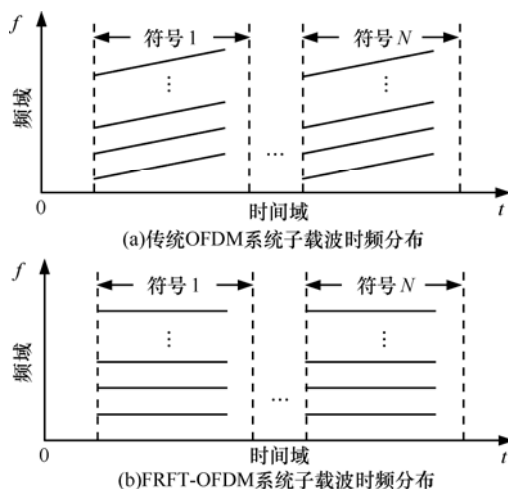 f
符号 1
符号 N
⋮
⋮
频域
…
0
时间域
t
(a)传统OFDM系统子载波时频分布
f
符号 1
符号 N
⋮
⋮
频域
…
0
时间域
t
(b)FRFT-OFDM系统子载波时频分布